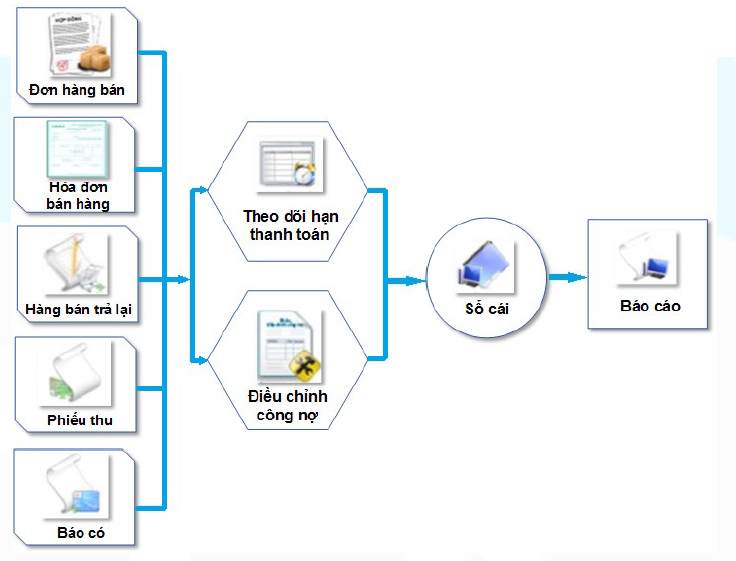 HỢP ĐỒNG
Đơn hàng bán
Hóa đơn
bán hàng
Hàng bán trả lại
Phiếu thu
Báo có
Theo dõi hạn
thanh toán
Điều chỉnh
công nợ
Sổ cái
Báo cáo